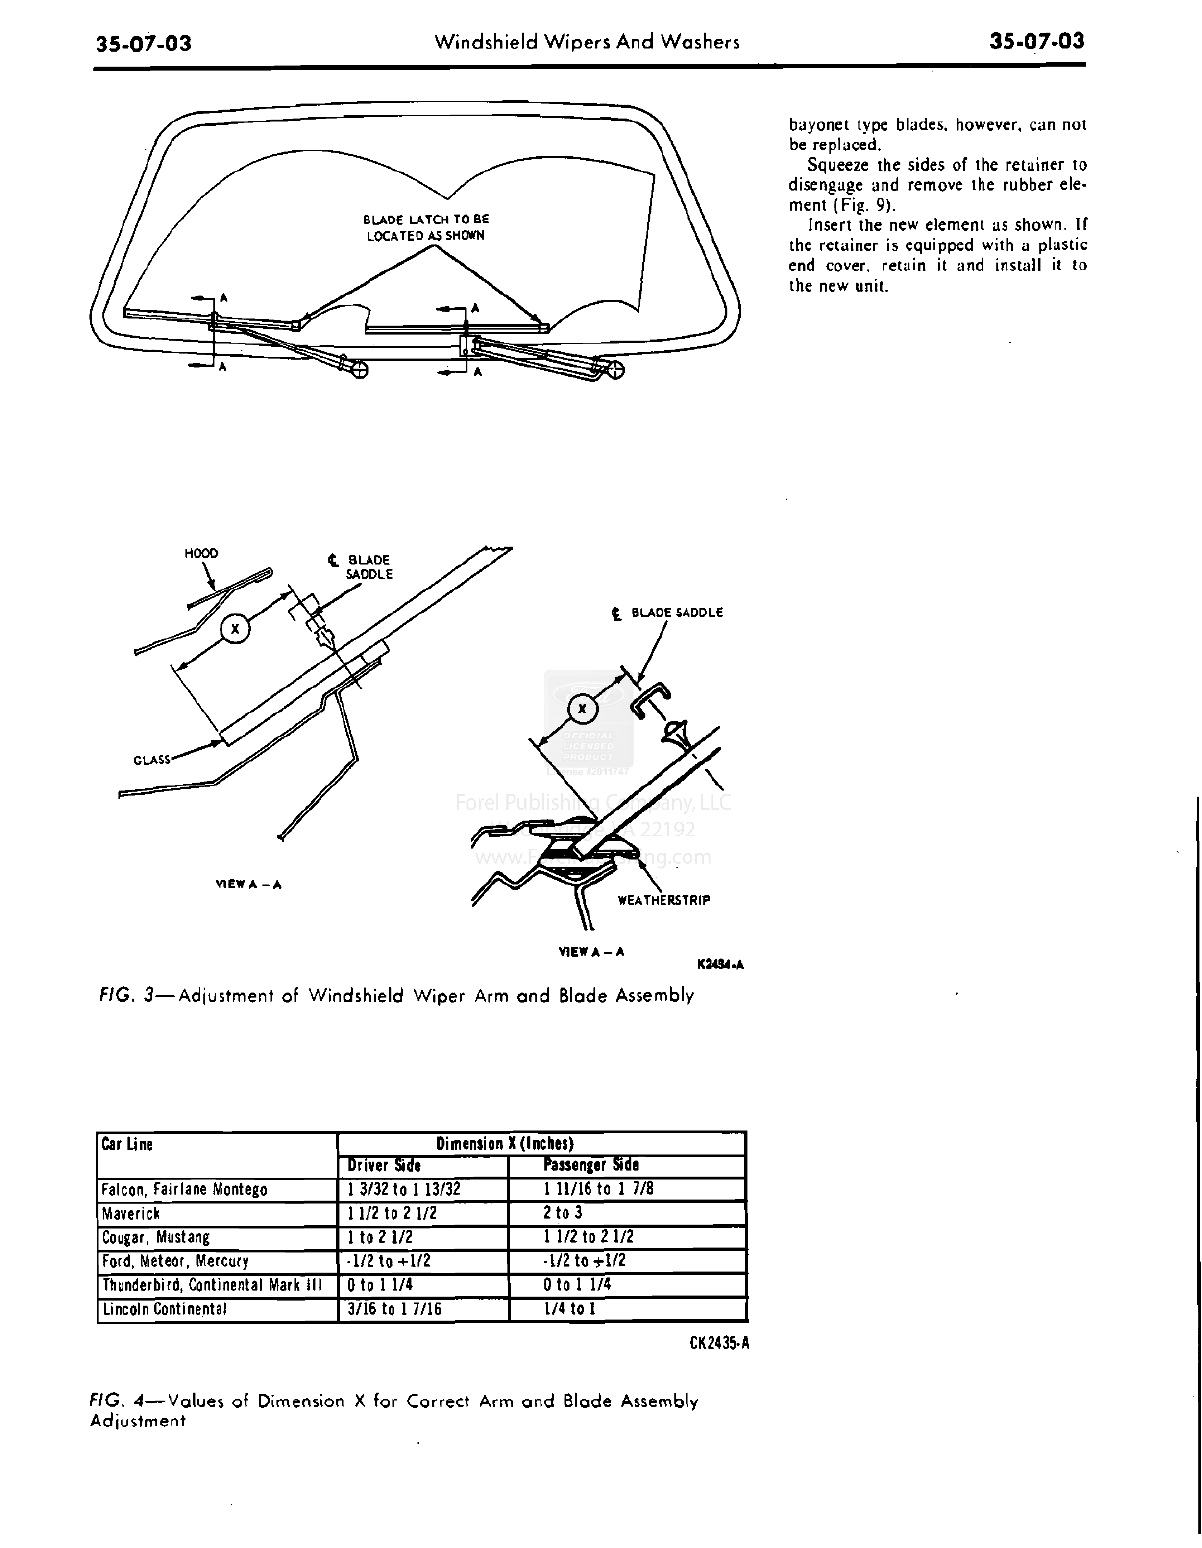 35-07-03 Windshield Wipers And Washers 35-07-03
bayonet type blades, however, can not
be replaced.
Squeeze the sides of the retainer to
disengage and remove the rubber ele-
ment (Fig. 9).
Insert the new element as shown. If
the retainer is equipped with a plastic
end cover, retain it and install it to
the new unit.
BLADE LATCH TO BE
LOCATED AS SHOWN
A
A
A
A
HOOD
℄ BLADE
SADDLE
X
GLASS
VIEW A – A
℄ BLADE SADDLE
X
OFFICIAL
LICENSED
PRODUCT
License #2011747
Forel Publishing Company, LLC
22192
WEATHERSTRIP
VIEW A – A
K2434-A
FIG. 3—Adjustment of Windshield Wiper Arm and Blade Assembly
Car Line Dimension X (Inches)
Driver Side Passenger Side
Falcon, Fairlane Montego 1 3/32 to 1 13/32 1 11/16 to 1 7/8
Maverick 1 1/2 to 2 1/2 2 to 3
Cougar, Mustang 1 to 2 1/2 1 1/2 to 2 1/2
Ford, Meteor, Mercury -1/2 to +1/2 -1/2 to +1/2
Thunderbird, Continental Mark III 0 to 1 1/4 0 to 1 1/4
Lincoln Continental 3/16 to 1 7/16 1/4 to 1
CK2435-A
FIG. 4—Values of Dimension X for Correct Arm and Blade Assembly
Adjustment